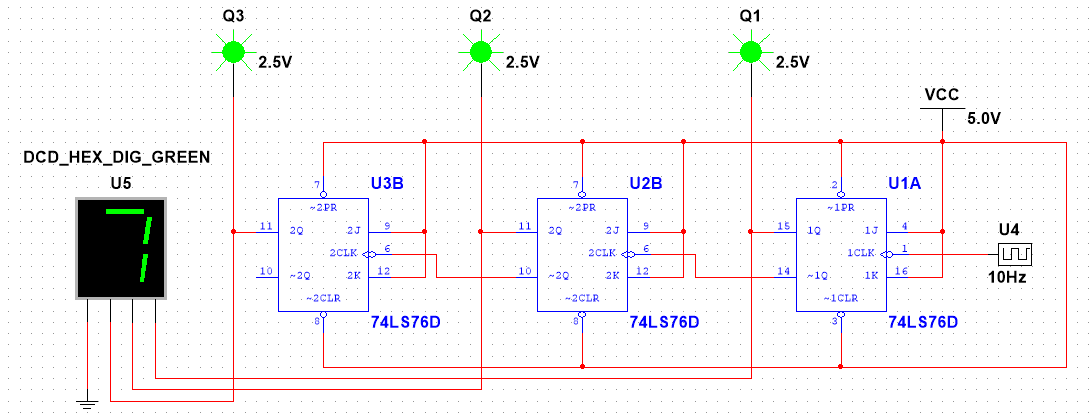 Q3
Q2
Q1
2.5V
2.5V
2.5V
VCC
5.0V
DCD_HEX_DIG_GREEN
U5
7
U3B
7
U2B
2
U1A
~2PR
~2PR
~1PR
11
2Q
2J
9
11
2Q
2J
9
15
1Q
1J
4
U4
2CLK
6
2CLK
6
1CLK
1
10
~2Q
2K
12
10
~2Q
2K
12
14
~1Q
1K
16
10Hz
~2CLR
~2CLR
~1CLR
8
74LS76D
8
74LS76D
3
74LS76D
7